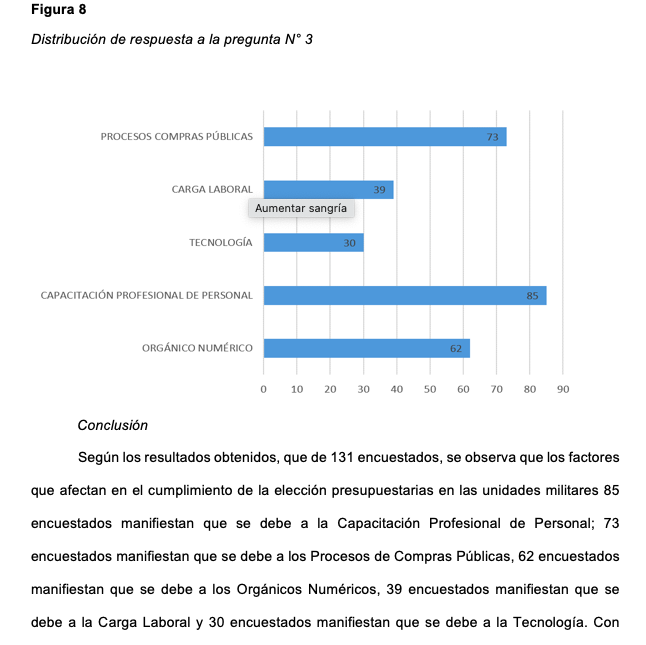 Figura 8
Distribución de respuesta a la pregunta N° 3
PROCESOS COMPRAS PÚBLICAS
73
CARGA LABORAL
39
Aumentar sangría
TECNOLOGÍA
30
CAPACITACIÓN PROFESIONAL DE PERSONAL
85
ORGÁNICO NUMÉRICO
62
0 10 20 30 40 50 60 70 80 90
Conclusión
Según los resultados obtenidos, que de 131 encuestados, se observa que los factores
que afectan en el cumplimiento de la elección presupuestarias en las unidades militares 85
encuestados manifiestan que se debe a la Capacitación Profesional de Personal; 73
encuestados manifiestan que se debe a los Procesos de Compras Públicas, 62 encuestados
manifiestan que se debe a los Orgánicos Numéricos, 39 encuestados manifiestan que se
debe a la Carga Laboral y 30 encuestados manifiestan que se debe a la Tecnología. Con